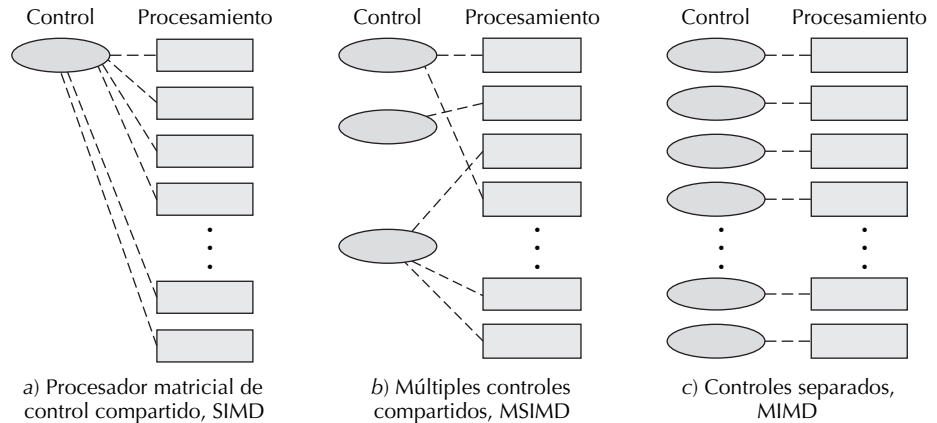 Control Procesamiento
Control Procesamiento
Control Procesamiento
a) Procesador matricial de
control compartido, SIMD
b) Múltiples controles
compartidos, MSIMD
c) Controles separados,
MIMD